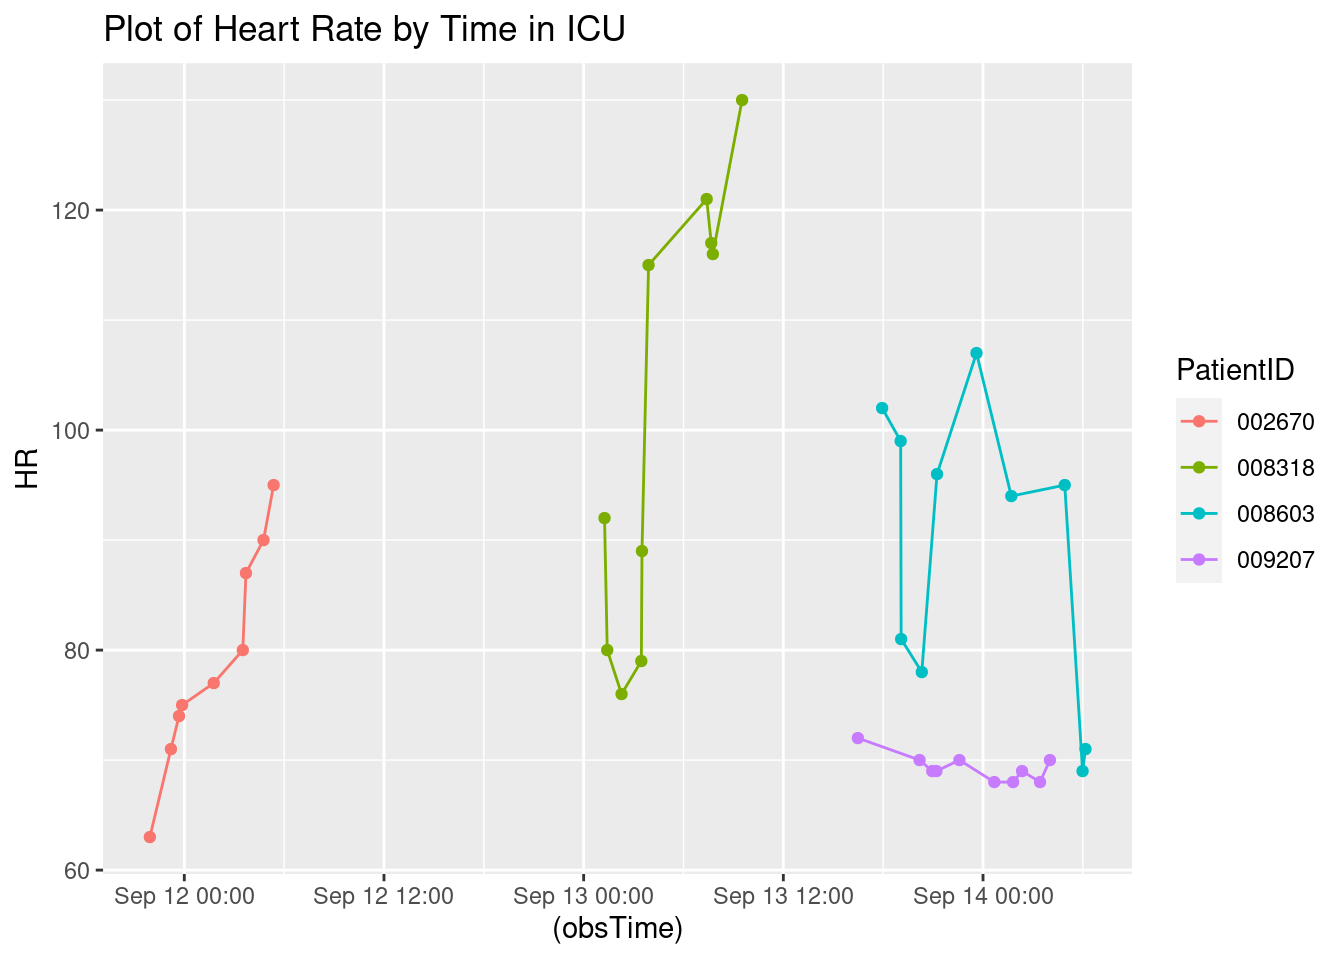 Plot of Heart Rate by Time in ICU
120
100
80
60
HR
Sep 12 00:00 Sep 12 12:00 Sep 13 00:00 Sep 13 12:00 Sep 14 00:00
(obsTime)
PatientID
002670
008318
008603
009207